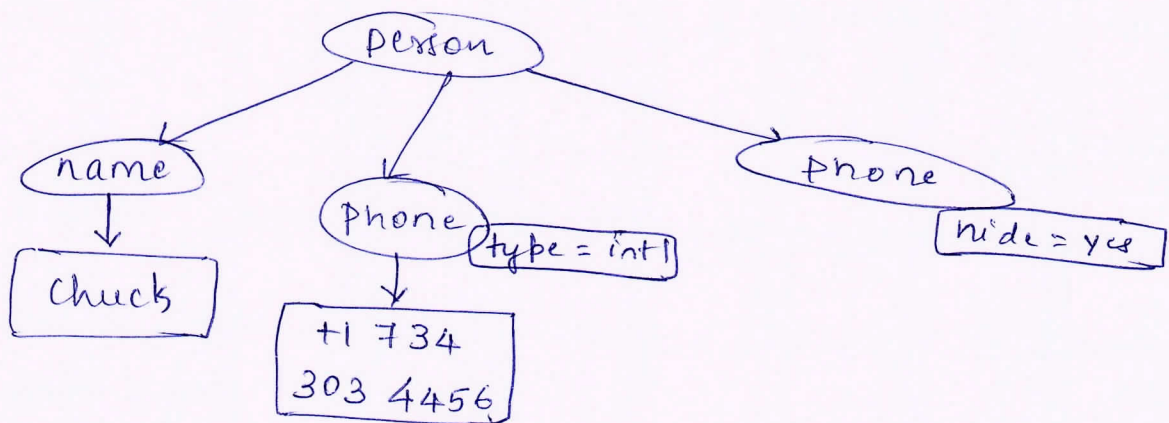 person
name
phone
phone
type = intl
hide = yes
Chuck
+1 734
303 4456